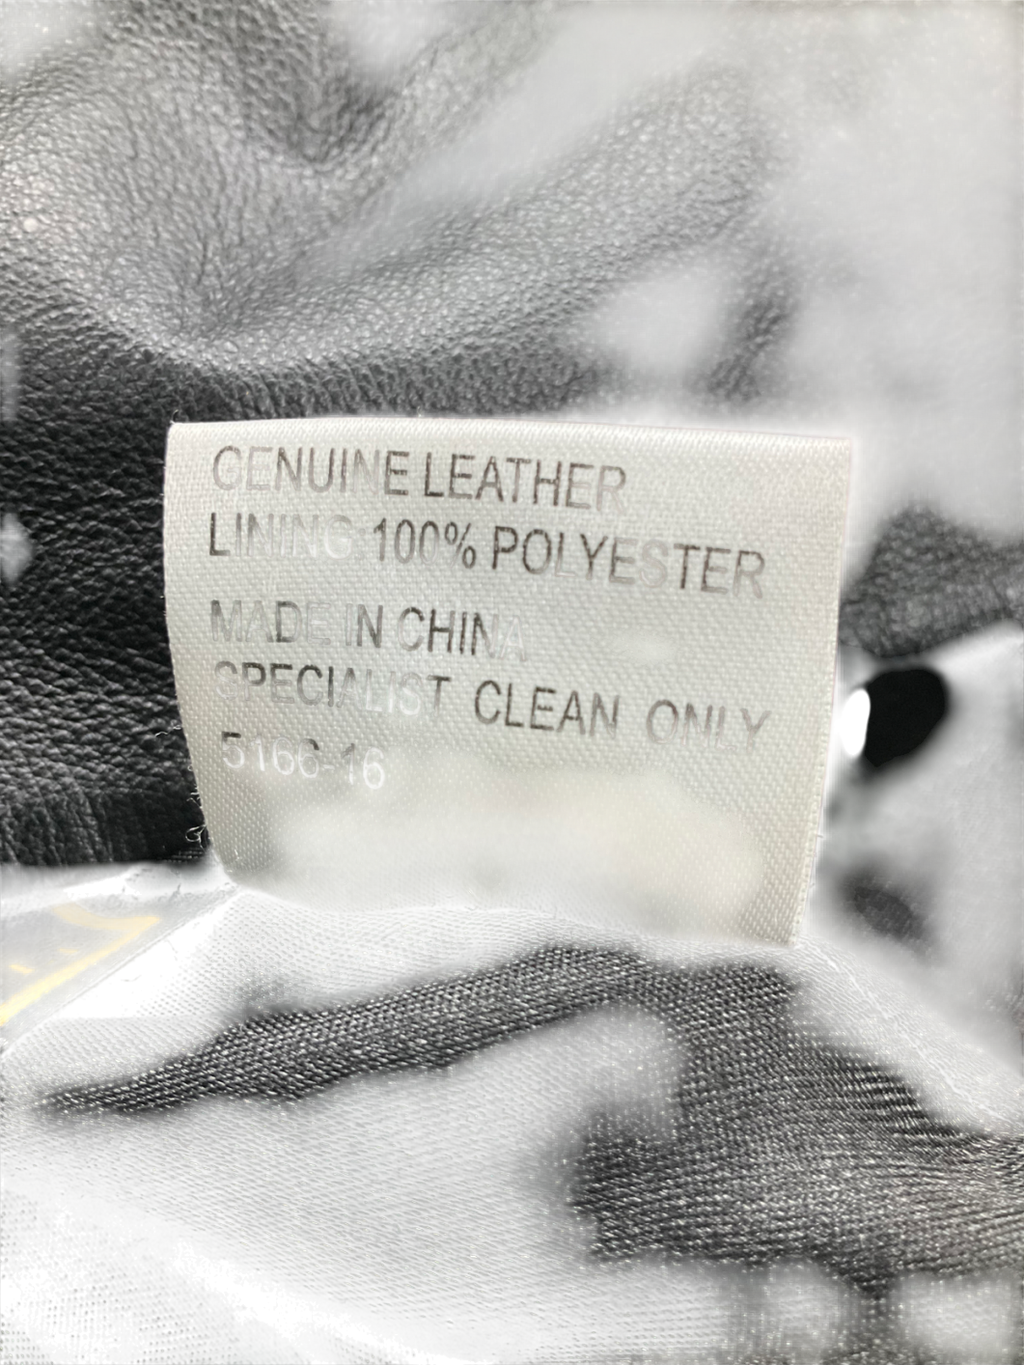 GENUINE LEATHER
LINING:100% POLYESTER
MADE IN CHINA
SPECIALIST CLEAN ONLY
5166-16